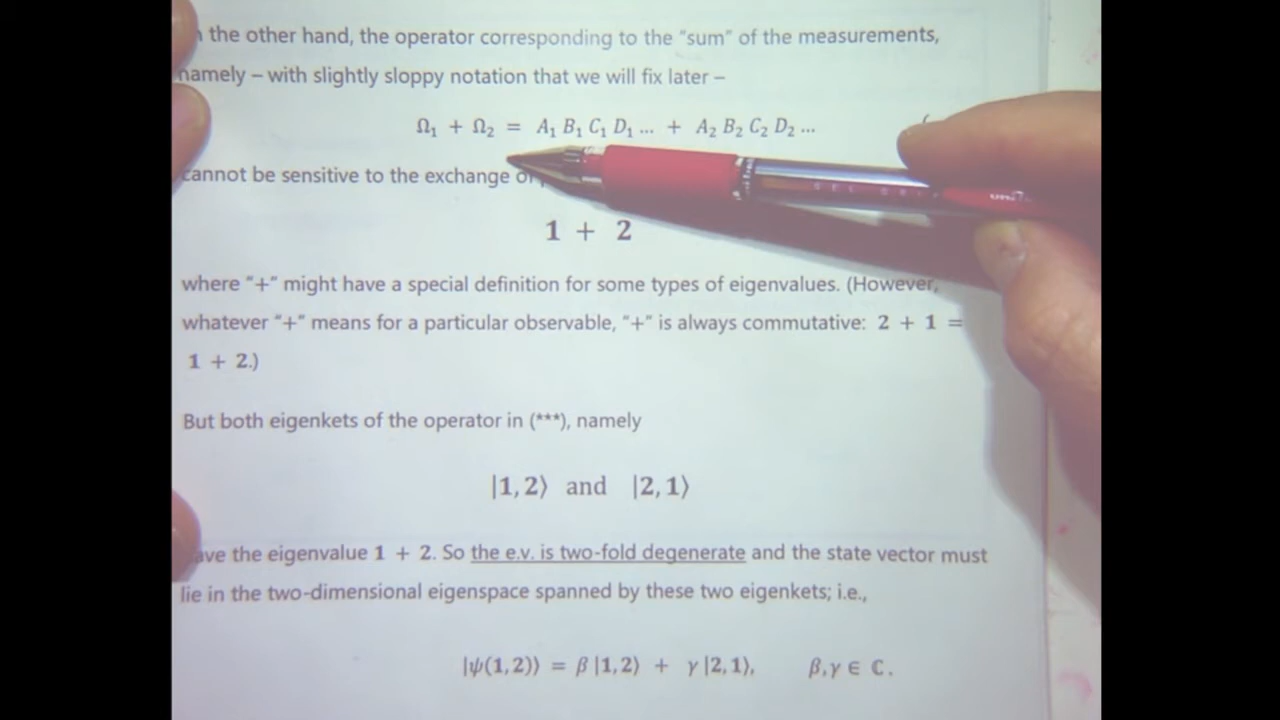 the other hand, the operator corresponding to the "sum" of the measurements,
namely – with slightly sloppy notation that we will fix later –
Ω₁ + Ω₂ = A₁ B₁ C₁ D₁ ... + A₂ B₂ C₂ D₂ ...
cannot be sensitive to the exchange
1 + 2
where "+" might have a special definition for some types of eigenvalues. (However,
whatever "+" means for a particular observable, "+" is always commutative: 2 + 1 =
1 + 2.)
But both eigenkets of the operator in (***), namely
|1, 2⟩ and |2, 1⟩
ave the eigenvalue 1 + 2. So the e.v. is two-fold degenerate and the state vector must
lie in the two-dimensional eigenspace spanned by these two eigenkets; i.e.,
|ψ(1,2)⟩ = β |1, 2⟩ + γ |2, 1⟩, β, γ ∈ ℂ.